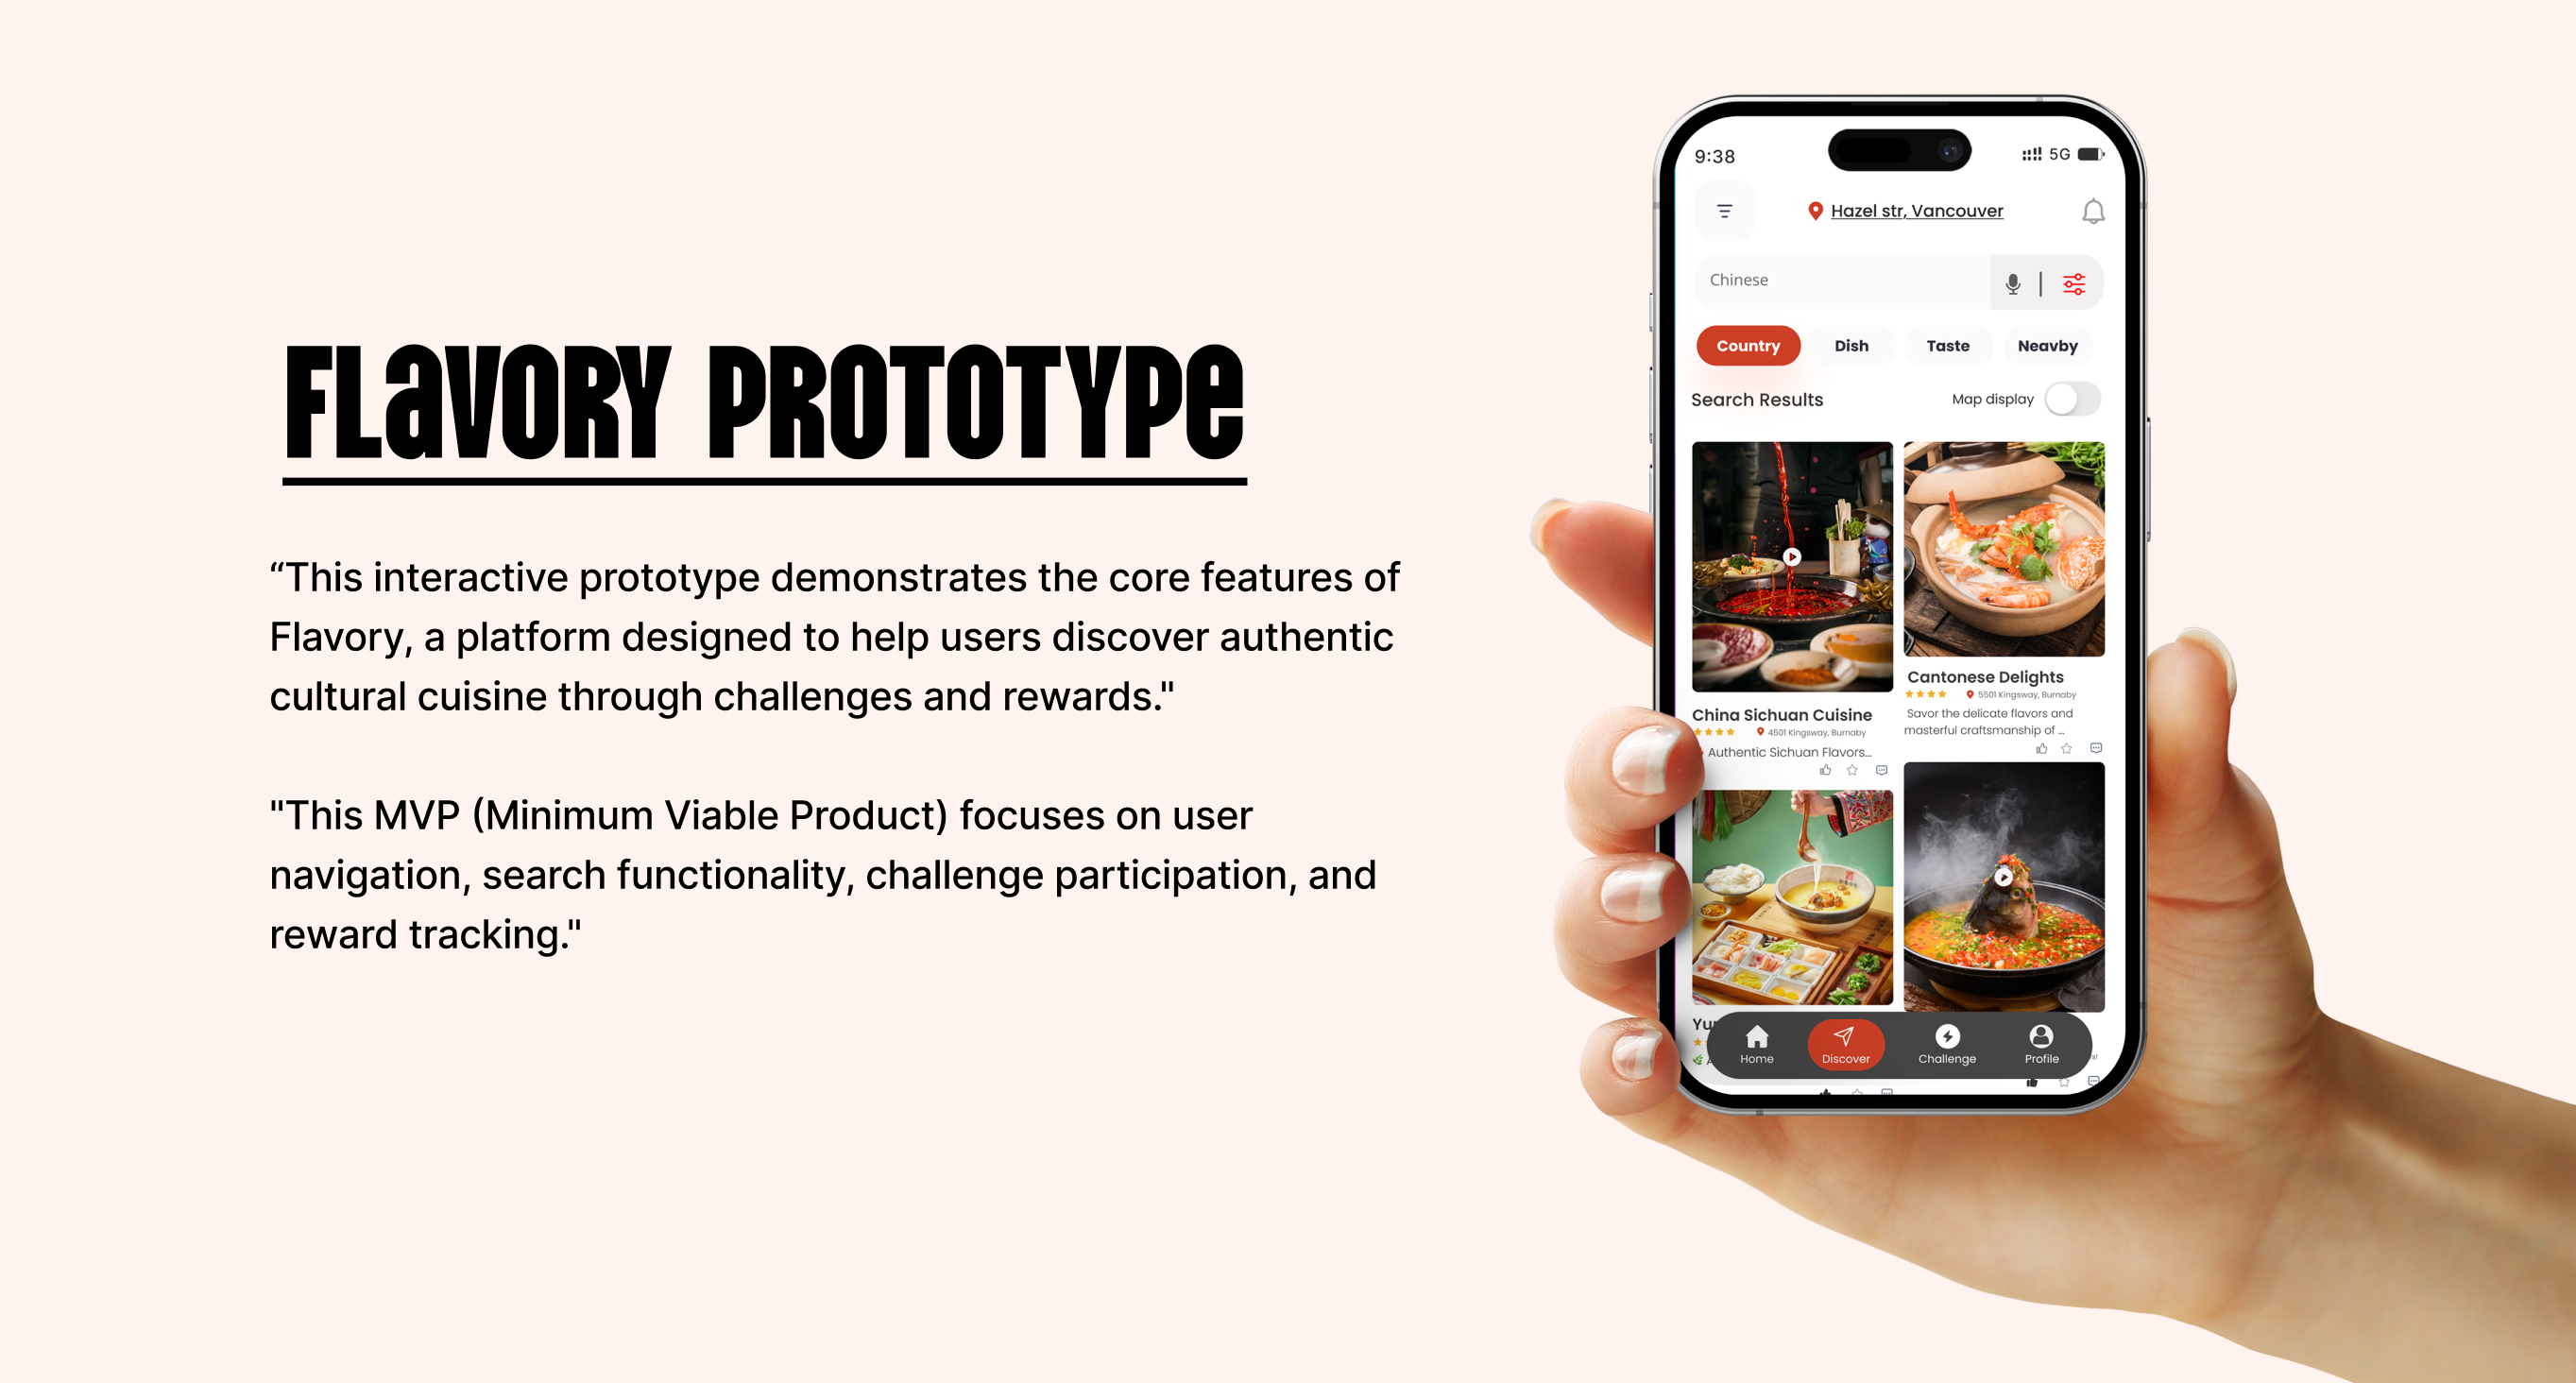 FLaVORY PROTOTYPe
“This interactive prototype demonstrates the core features of
Flavory, a platform designed to help users discover authentic
cultural cuisine through challenges and rewards."
"This MVP (Minimum Viable Product) focuses on user
navigation, search functionality, challenge participation, and
reward tracking."
9:38
5G
Hazel str, Vancouver
Chinese
Country Dish Taste Neavby
Search Results Map display
China Sichuan Cuisine
4501 Kingsway, Burnaby
Authentic Sichuan Flavors...
Cantonese Delights
5501 Kingsway, Burnaby
Savor the delicate flavors and
masterful craftsmanship of ...
Home Discover Challenge Profile